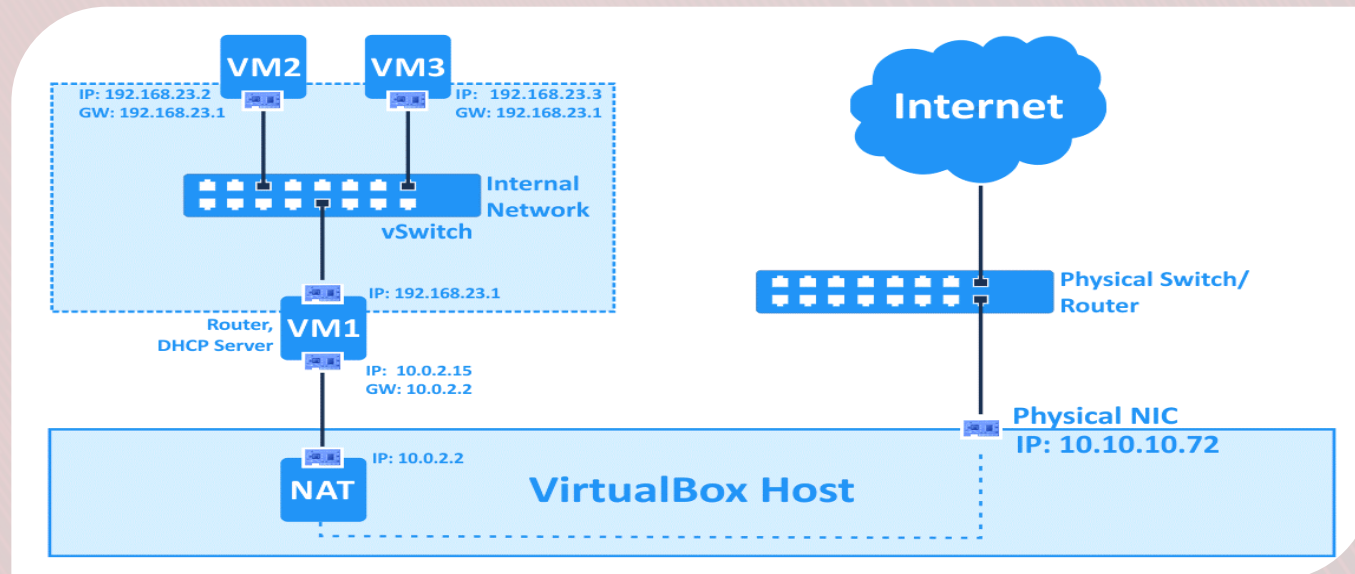 VM2
VM3
IP: 192.168.23.2
GW: 192.168.23.1
IP: 192.168.23.3
GW: 192.168.23.1
Internet
Internal
Network
vSwitch
IP: 192.168.23.1
Physical Switch/
Router
Router,
DHCP Server
VM1
IP: 10.0.2.15
GW: 10.0.2.2
Physical NIC
IP: 10.10.10.72
IP: 10.0.2.2
NAT
VirtualBox Host